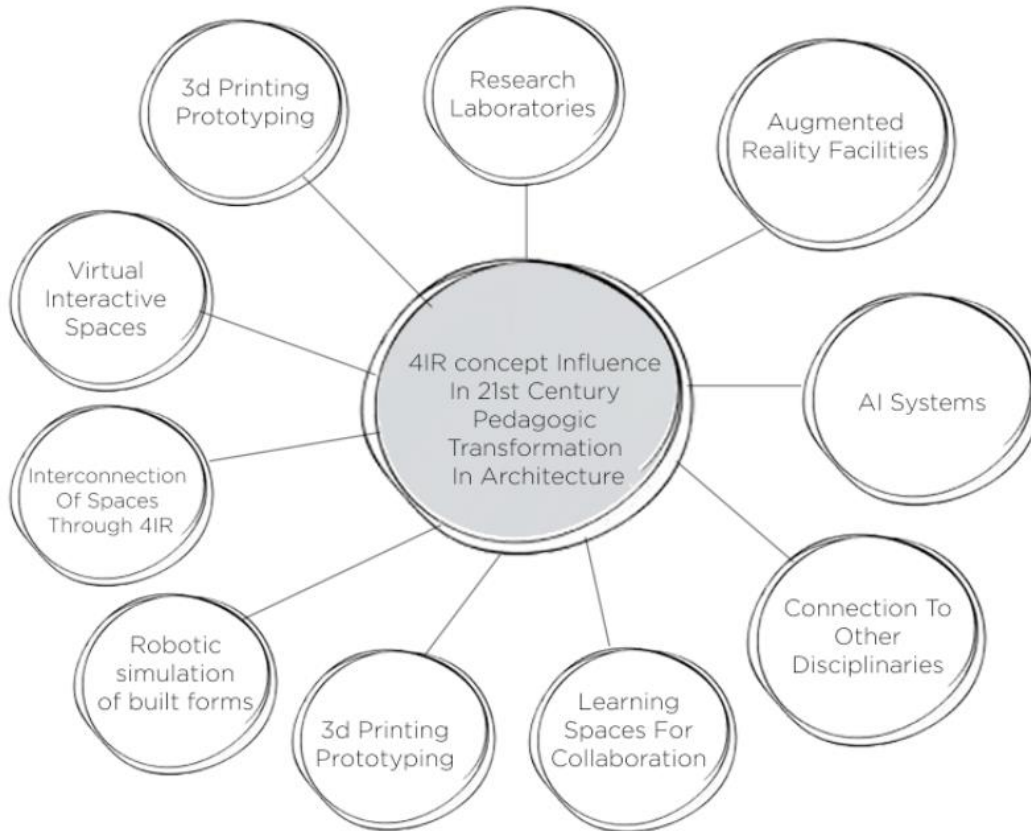 3d Printing
Prototyping
Research
Laboratories
Augmented
Reality Facilities
Virtual
Interactive
Spaces
4IR concept Influence
In 21st Century
Pedagogic
Transformation
In Architecture
AI Systems
Interconnection
Of Spaces
Through 4IR
Connection To
Other
Disciplinaries
Robotic
simulation
of built forms
3d Printing
Prototyping
Learning
Spaces For
Collaboration